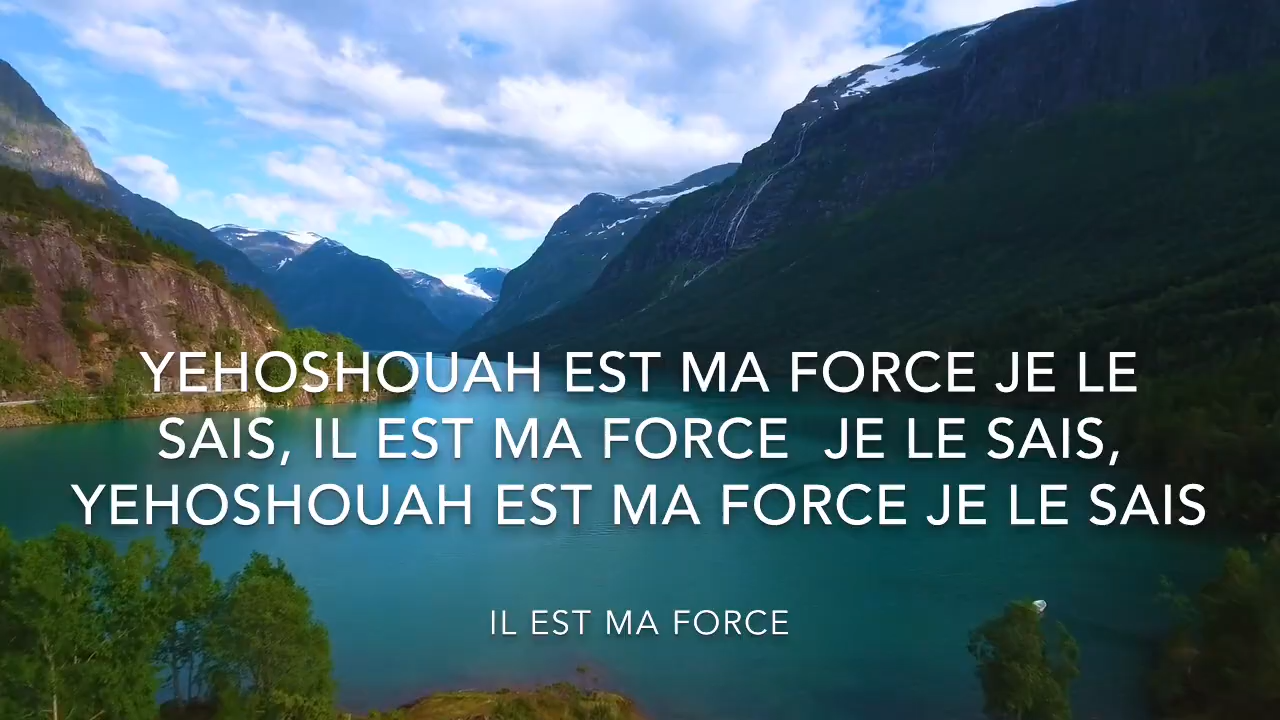 YEHOSHOUAH EST MA FORCE JE LE
SAIS, IL EST MA FORCE  JE LE SAIS,
YEHOSHOUAH EST MA FORCE JE LE SAIS
IL EST MA FORCE